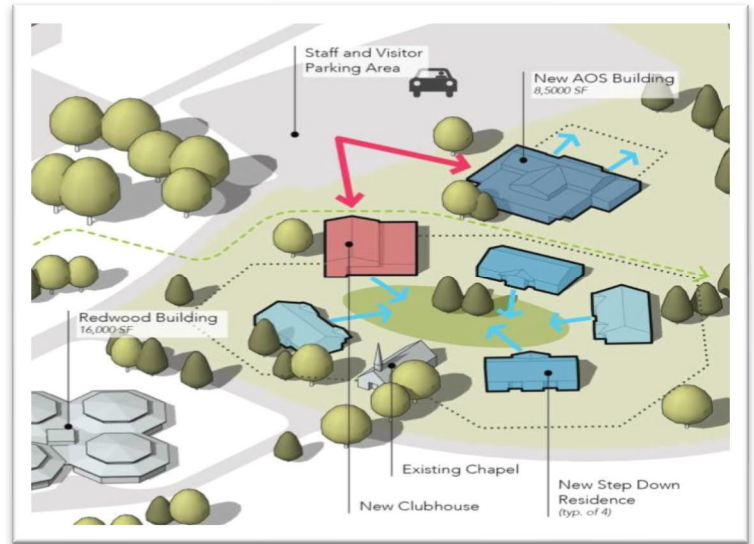 Staff and Visitor
Parking Area
New AOS Building
8,5000 SF
Redwood Building
16,000 SF
Existing Chapel
New Clubhouse
New Step Down
Residence
(typ. of 4)